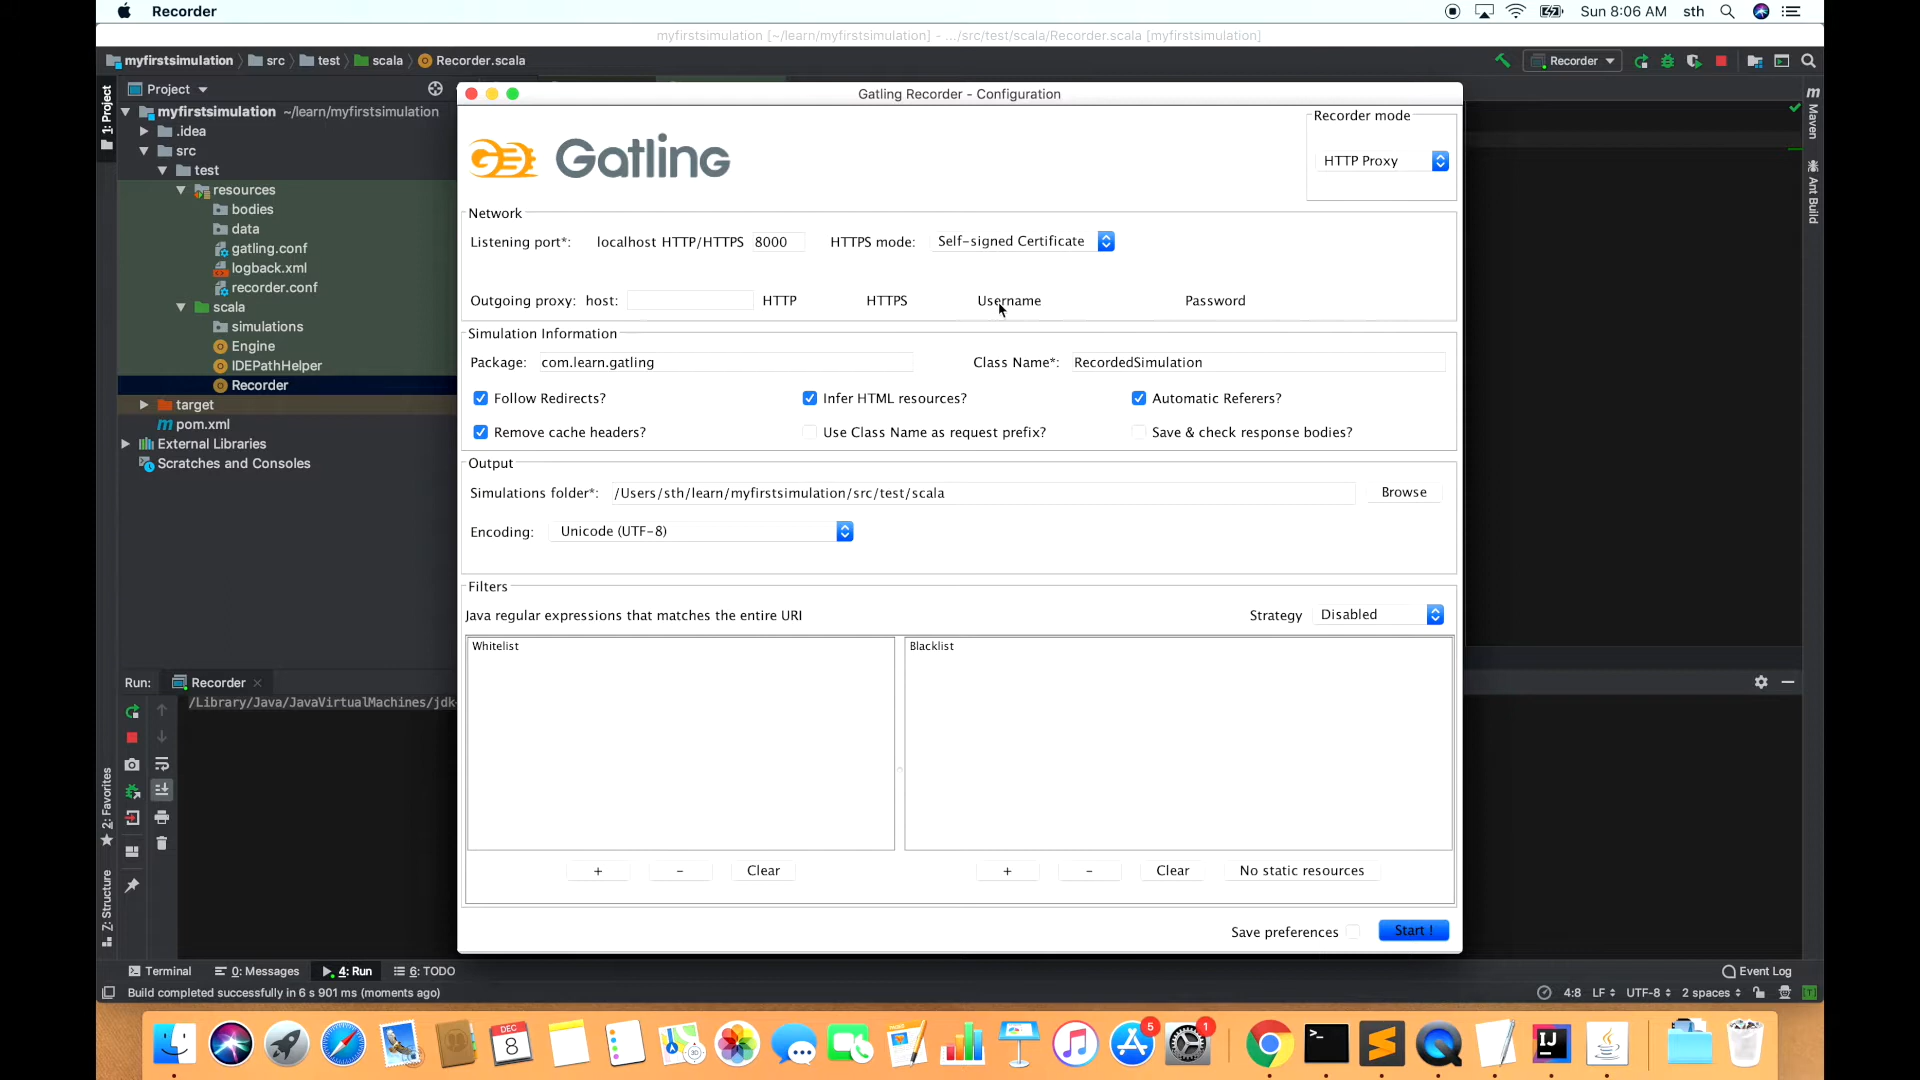 Recorder
Sun 8:06 AM sth
myfirstsimulation [~/learn/myfirstsimulation] - .../src/test/scala/Recorder.scala [myfirstsimulation]
myfirstsimulation src test scala Recorder.scala
Recorder
1: Project
Project
myfirstsimulation ~/learn/myfirstsimulation
.idea
src
test
resources
bodies
data
gatling.conf
logback.xml
recorder.conf
scala
simulations
Engine
IDEPathHelper
Recorder
target
pom.xml
External Libraries
Scratches and Consoles
Gatling Recorder - Configuration
Gatling
Recorder mode
HTTP Proxy
Network
Listening port*: localhost HTTP/HTTPS 8000 HTTPS mode: Self-signed Certificate
Outgoing proxy: host: HTTP HTTPS Username Password
Simulation Information
Package: com.learn.gatling Class Name*: RecordedSimulation
Follow Redirects? Infer HTML resources? Automatic Referers?
Remove cache headers? Use Class Name as request prefix? Save & check response bodies?
Output
Simulations folder*: /Users/sth/learn/myfirstsimulation/src/test/scala Browse
Encoding: Unicode (UTF-8)
Filters
Java regular expressions that matches the entire URI Strategy Disabled
Whitelist Blacklist
+ - Clear + - Clear No static resources
Save preferences Start !
m Maven
Ant Build
Run: Recorder
/Library/Java/JavaVirtualMachines/jdk
2: Favorites
Z: Structure
Terminal 0: Messages 4: Run 6: TODO Event Log
Build completed successfully in 6 s 901 ms (moments ago) 4:8 LF UTF-8 2 spaces
DEC
8
5
1
IJ